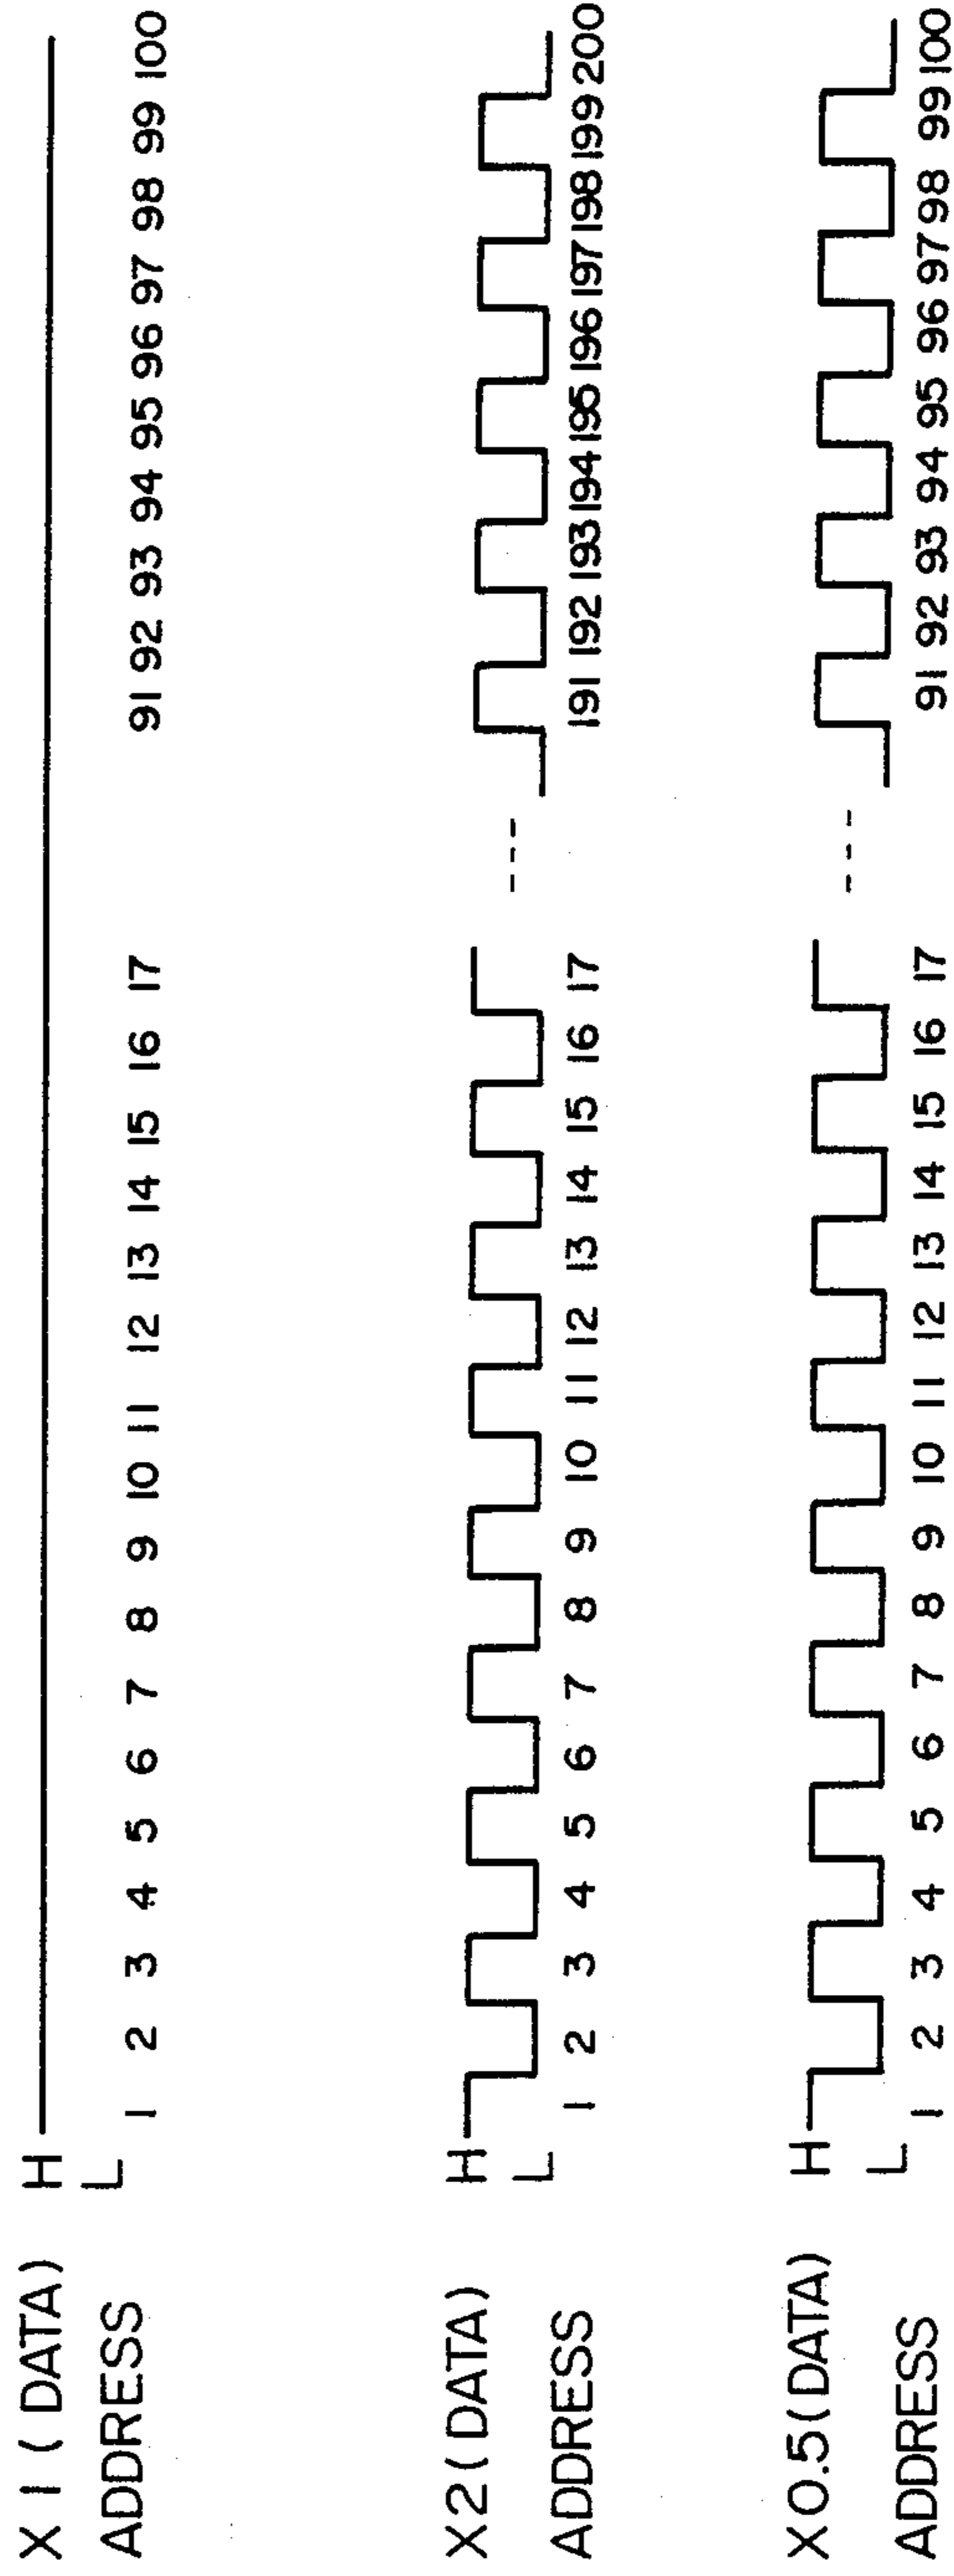 X 1 (DATA) H
L
ADDRESS 1 2 3 4 5 6 7 8 9 10 11 12 13 14 15 16 17 91 92 93 94 95 96 97 98 99 100
X2 (DATA) H
L
ADDRESS 1 2 3 4 5 6 7 8 9 10 11 12 13 14 15 16 17 191 192 193 194 195 196 197 198 199 200
X0.5 (DATA) H
L
ADDRESS 1 2 3 4 5 6 7 8 9 10 11 12 13 14 15 16 17 91 92 93 94 95 96 97 98 99 100